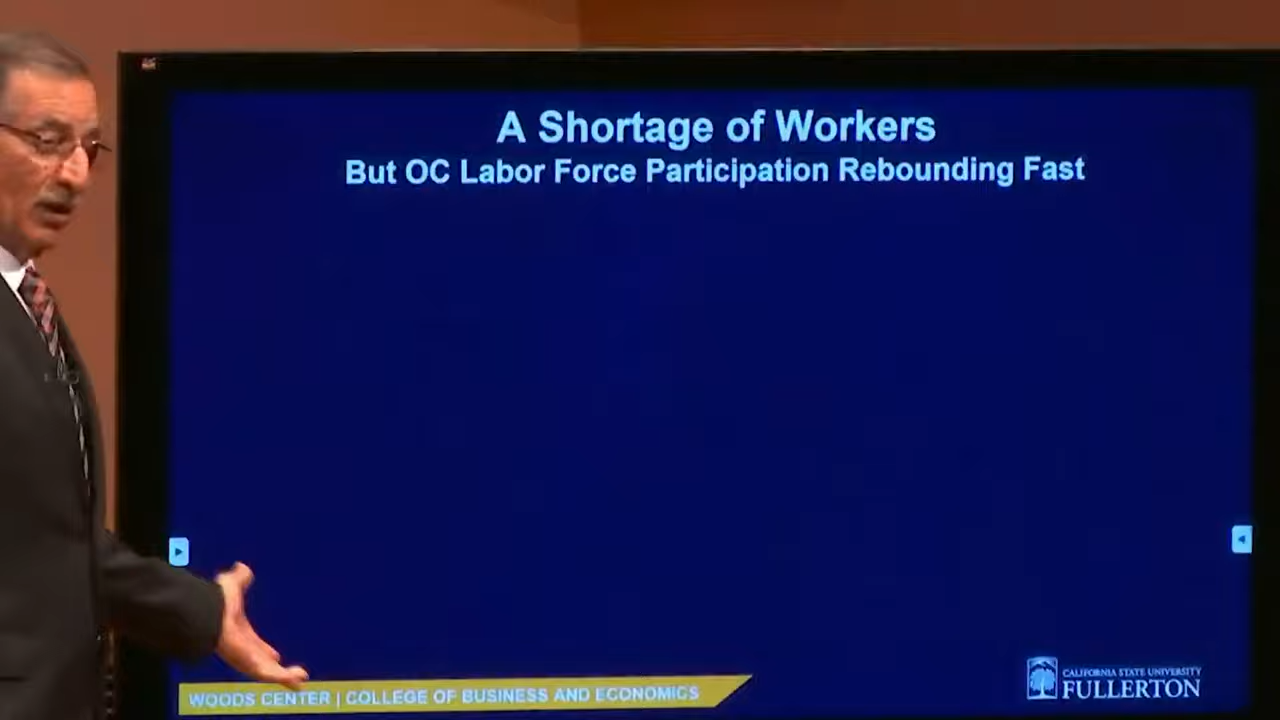 A Shortage of Workers
But OC Labor Force Participation Rebounding Fast
WOODS CENTER | COLLEGE OF BUSINESS AND ECONOMICS
CALIFORNIA STATE UNIVERSITY
FULLERTON